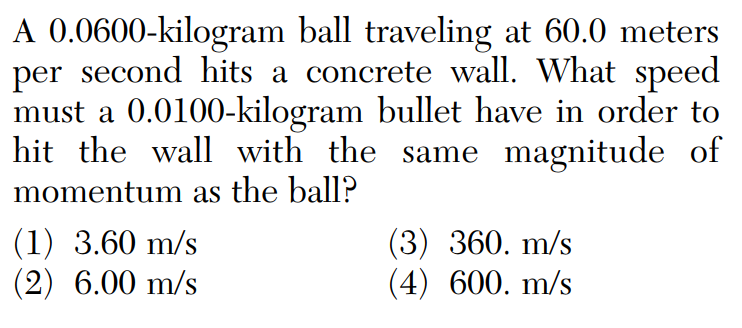 A 0.0600-kilogram ball traveling at 60.0 meters
per second hits a concrete wall. What speed
must a 0.0100-kilogram bullet have in order to
hit the wall with the same magnitude of
momentum as the ball?
(1) 3.60 m/s (3) 360. m/s
(2) 6.00 m/s (4) 600. m/s